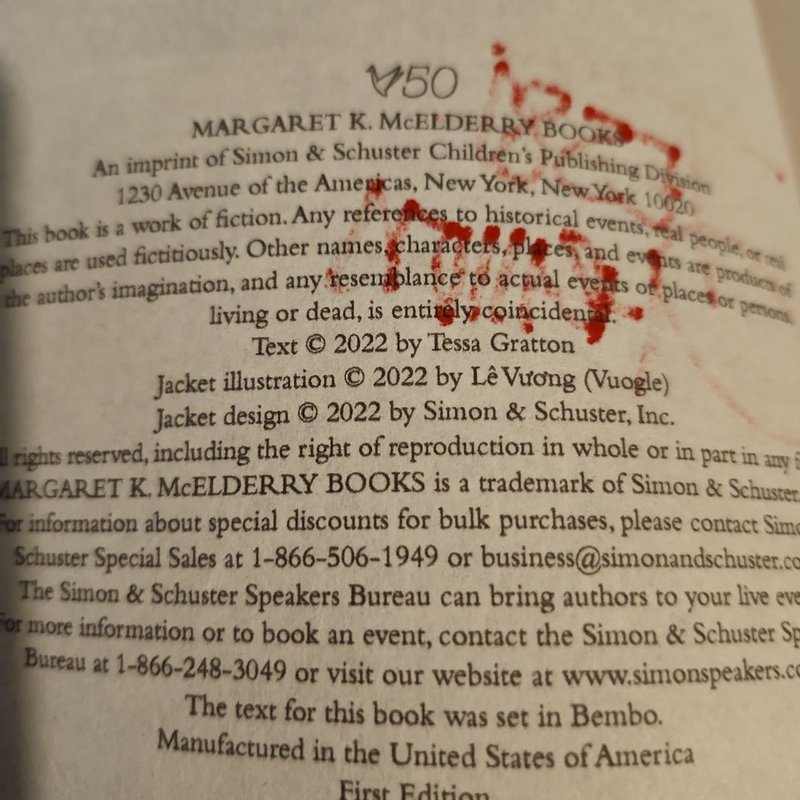 50
MARGARET K. McELDERRY BOOKS
An imprint of Simon & Schuster Children's Publishing Division
1230 Avenue of the Americas, New York, New York 10020
This book is a work of fiction. Any references to historical events, real people, or real
places are used fictitiously. Other names, characters, places, and events are products of
the author's imagination, and any resemblance to actual events or places or persons,
living or dead, is entirely coincidental.
Text © 2022 by Tessa Gratton
Jacket illustration © 2022 by Lê Vương (Vuogle)
Jacket design © 2022 by Simon & Schuster, Inc.
rights reserved, including the right of reproduction in whole or in part in any
MARGARET K. McELDERRY BOOKS is a trademark of Simon & Schuster
For information about special discounts for bulk purchases, please contact
Schuster Special Sales at 1-866-506-1949 or business@simonandschuster.co
The Simon & Schuster Speakers Bureau can bring authors to your live
For more information or to book an event, contact the Simon & Schuster
Bureau at 1-866-248-3049 or visit our website at www.simonspeakers.co
The text for this book was set in Bembo.
Manufactured in the United States of America
First Edition